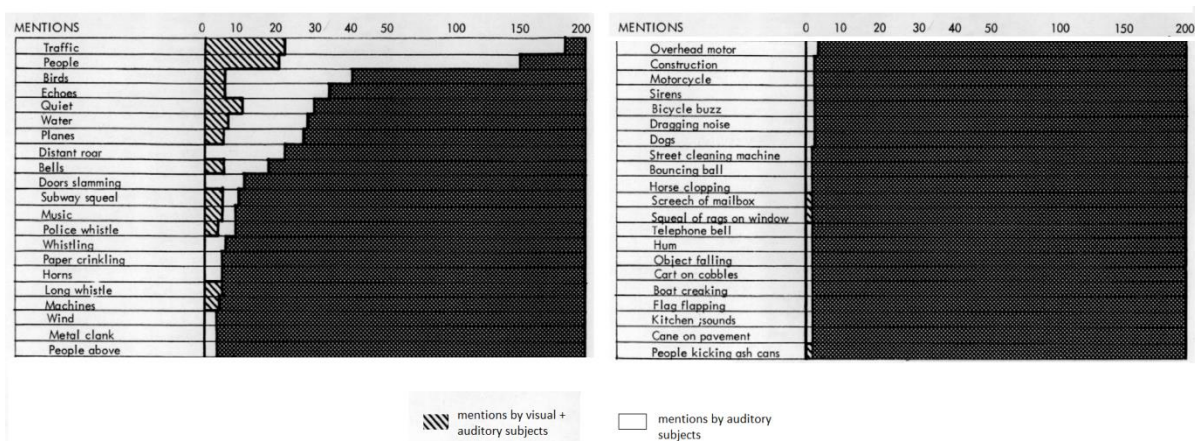 MENTIONS 0 10 20 30 40 50 100 150 200
Traffic
People
Birds
Echoes
Quiet
Water
Planes
Distant roar
Bells
Doors slamming
Subway squeal
Music
Police whistle
Whistling
Paper crinkling
Horns
Long whistle
Machines
Wind
Metal clank
People above
MENTIONS 0 10 20 30 40 50 100 150 200
Overhead motor
Construction
Motorcycle
Sirens
Bicycle buzz
Dragging noise
Dogs
Street cleaning machine
Bouncing ball
Horse clopping
Screech of mailbox
Squeal of rags on window
Telephone bell
Hum
Object falling
Cart on cobbles
Boat creaking
Flag flapping
Kitchen ;sounds
Cane on pavement
People kicking ash cans
mentions by visual +
auditory subjects
mentions by auditory
subjects